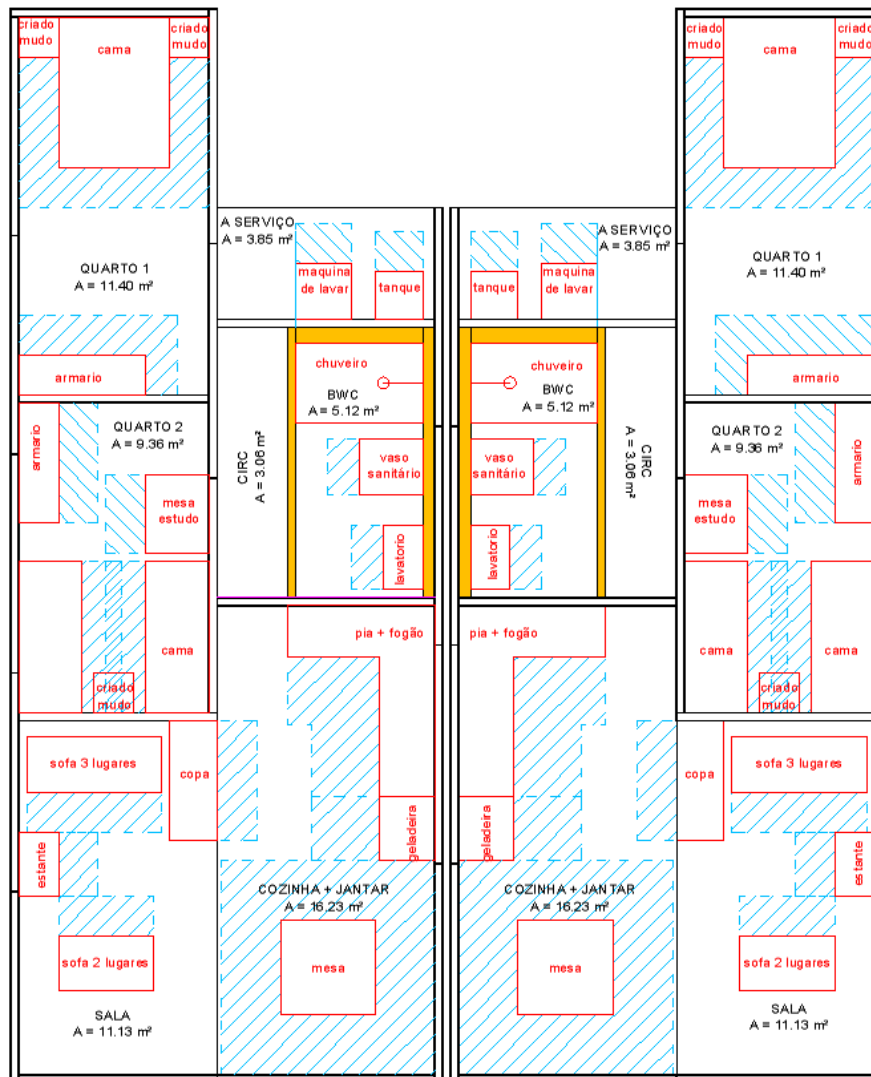 criado
mudo
cama
criado
mudo
criado
mudo
cama
criado
mudo
A SERVIÇO
A = 3.85 m²
A SERVIÇO
A = 3.85 m²
QUARTO 1
A = 11.40 m²
maquina
de lavar
tanque
tanque
maquina
de lavar
QUARTO 1
A = 11.40 m²
armario
chuveiro
BWC
A = 5.12 m²
chuveiro
BWC
A = 5.12 m²
armario
armario
QUARTO 2
A = 9.36 m²
CIRC
A = 3.06 m²
vaso
sanitário
vaso
sanitário
CIRC
A = 3.06 m²
QUARTO 2
A = 9.36 m²
armario
mesa
estudo
mesa
estudo
lavatorio
lavatorio
cama
criado
mudo
pia + fogão
pia + fogão
cama
cama
criado
mudo
sofa 3 lugares
copa
copa
sofa 3 lugares
estante
geladeira
geladeira
estante
COZINHA + JANTAR
A = 16.23 m²
COZINHA + JANTAR
A = 16.23 m²
sofa 2 lugares
mesa
mesa
sofa 2 lugares
SALA
A = 11.13 m²
SALA
A = 11.13 m²